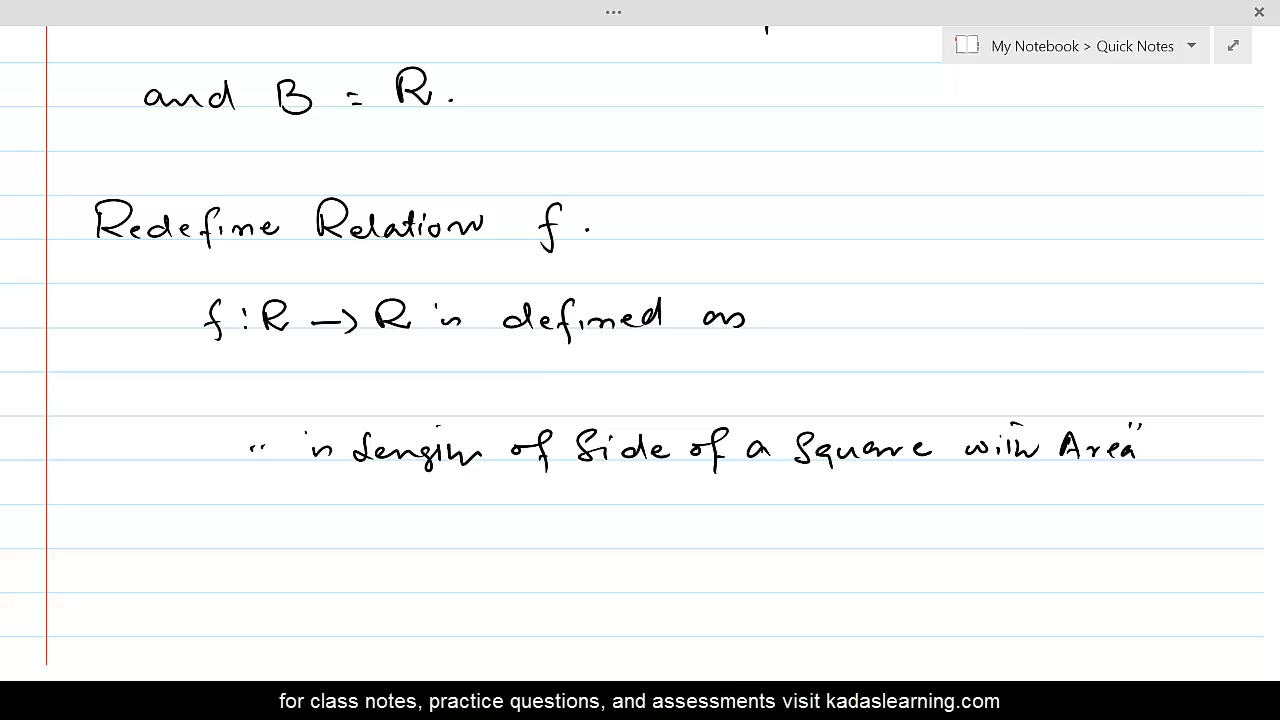 My Notebook > Quick Notes
and B = R.
Redefine Relation f.
f : R → R is defined as
" is Length of Side of a Square with Area"
for class notes, practice questions, and assessments visit kadaslearning.com